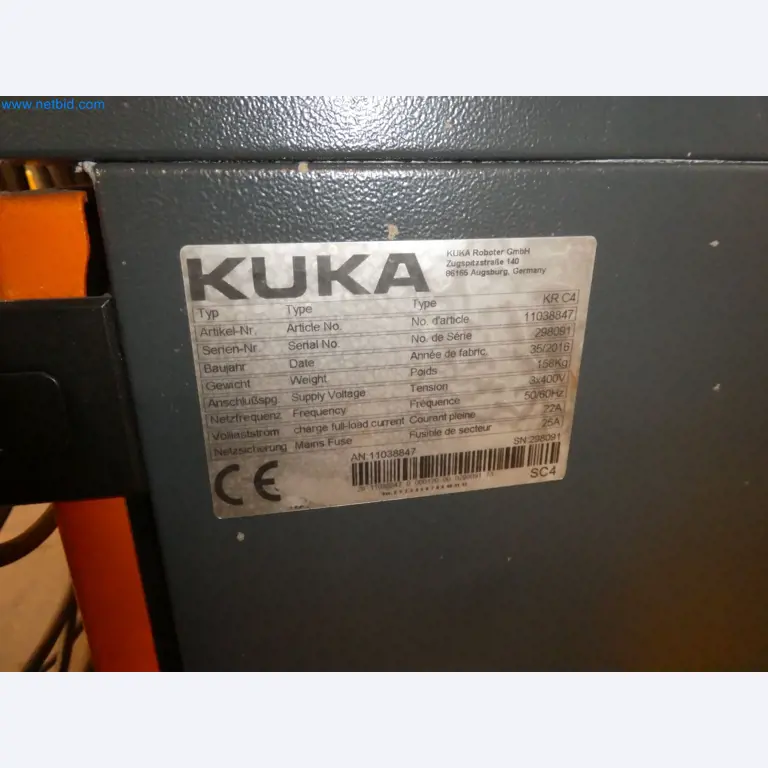 www.netbid.com
KUKA
KUKA Roboter GmbH
Zugspitzstraße 140
86165 Augsburg, Germany
Typ Type Type KR C4
Artikel-Nr. Article No. No. d'article 11038847
Serien-Nr. Serial No. No. de Série 298091
Baujahr Date Année de fabric. 35/2016
Gewicht Weight Poids 158Kg
Anschlußspg. Supply Voltage Tension 3x400V
Netzfrequenz Frequency Fréquence 50/60Hz
Vollaststrom charge full-load current Courant pleine 22A
Netzsicherung Mains Fuse Fusible de secteur 25A
AN:11038847 SN:298091
CE SC4